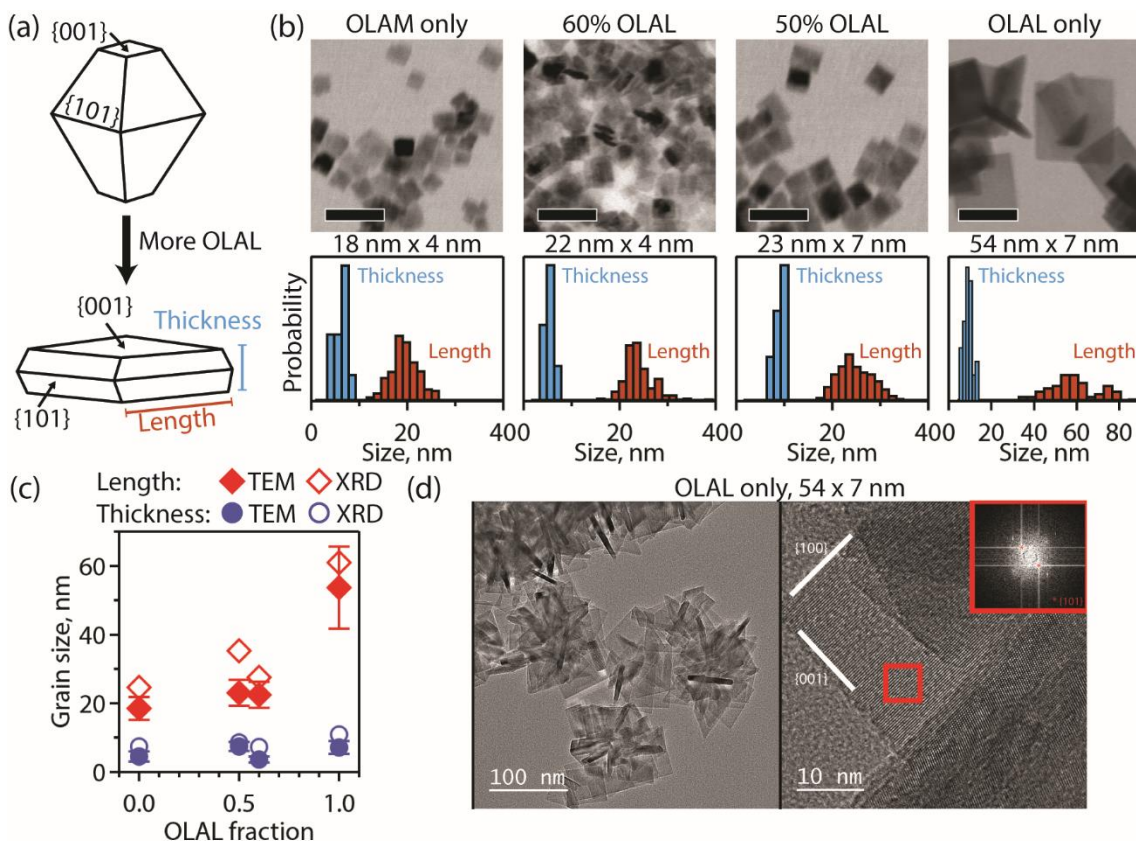 (a)
{001}
{101}
More OLAL
{001}
Thickness
{101}
Length
(b)
OLAM only 60% OLAL 50% OLAL OLAL only
18 nm x 4 nm 22 nm x 4 nm 23 nm x 7 nm 54 nm x 7 nm
Probability
Thickness Thickness Thickness Thickness
Length Length Length Length
0 20 40 0 20 40 0 20 40 0 20 40 60 80
Size, nm Size, nm Size, nm Size, nm
(c)
Length: TEM XRD
Thickness: TEM XRD
Grain size, nm
60
40
20
0
0.0 0.5 1.0
OLAL fraction
(d)
OLAL only, 54 x 7 nm
100 nm
{100}
{001}
* {101}
10 nm